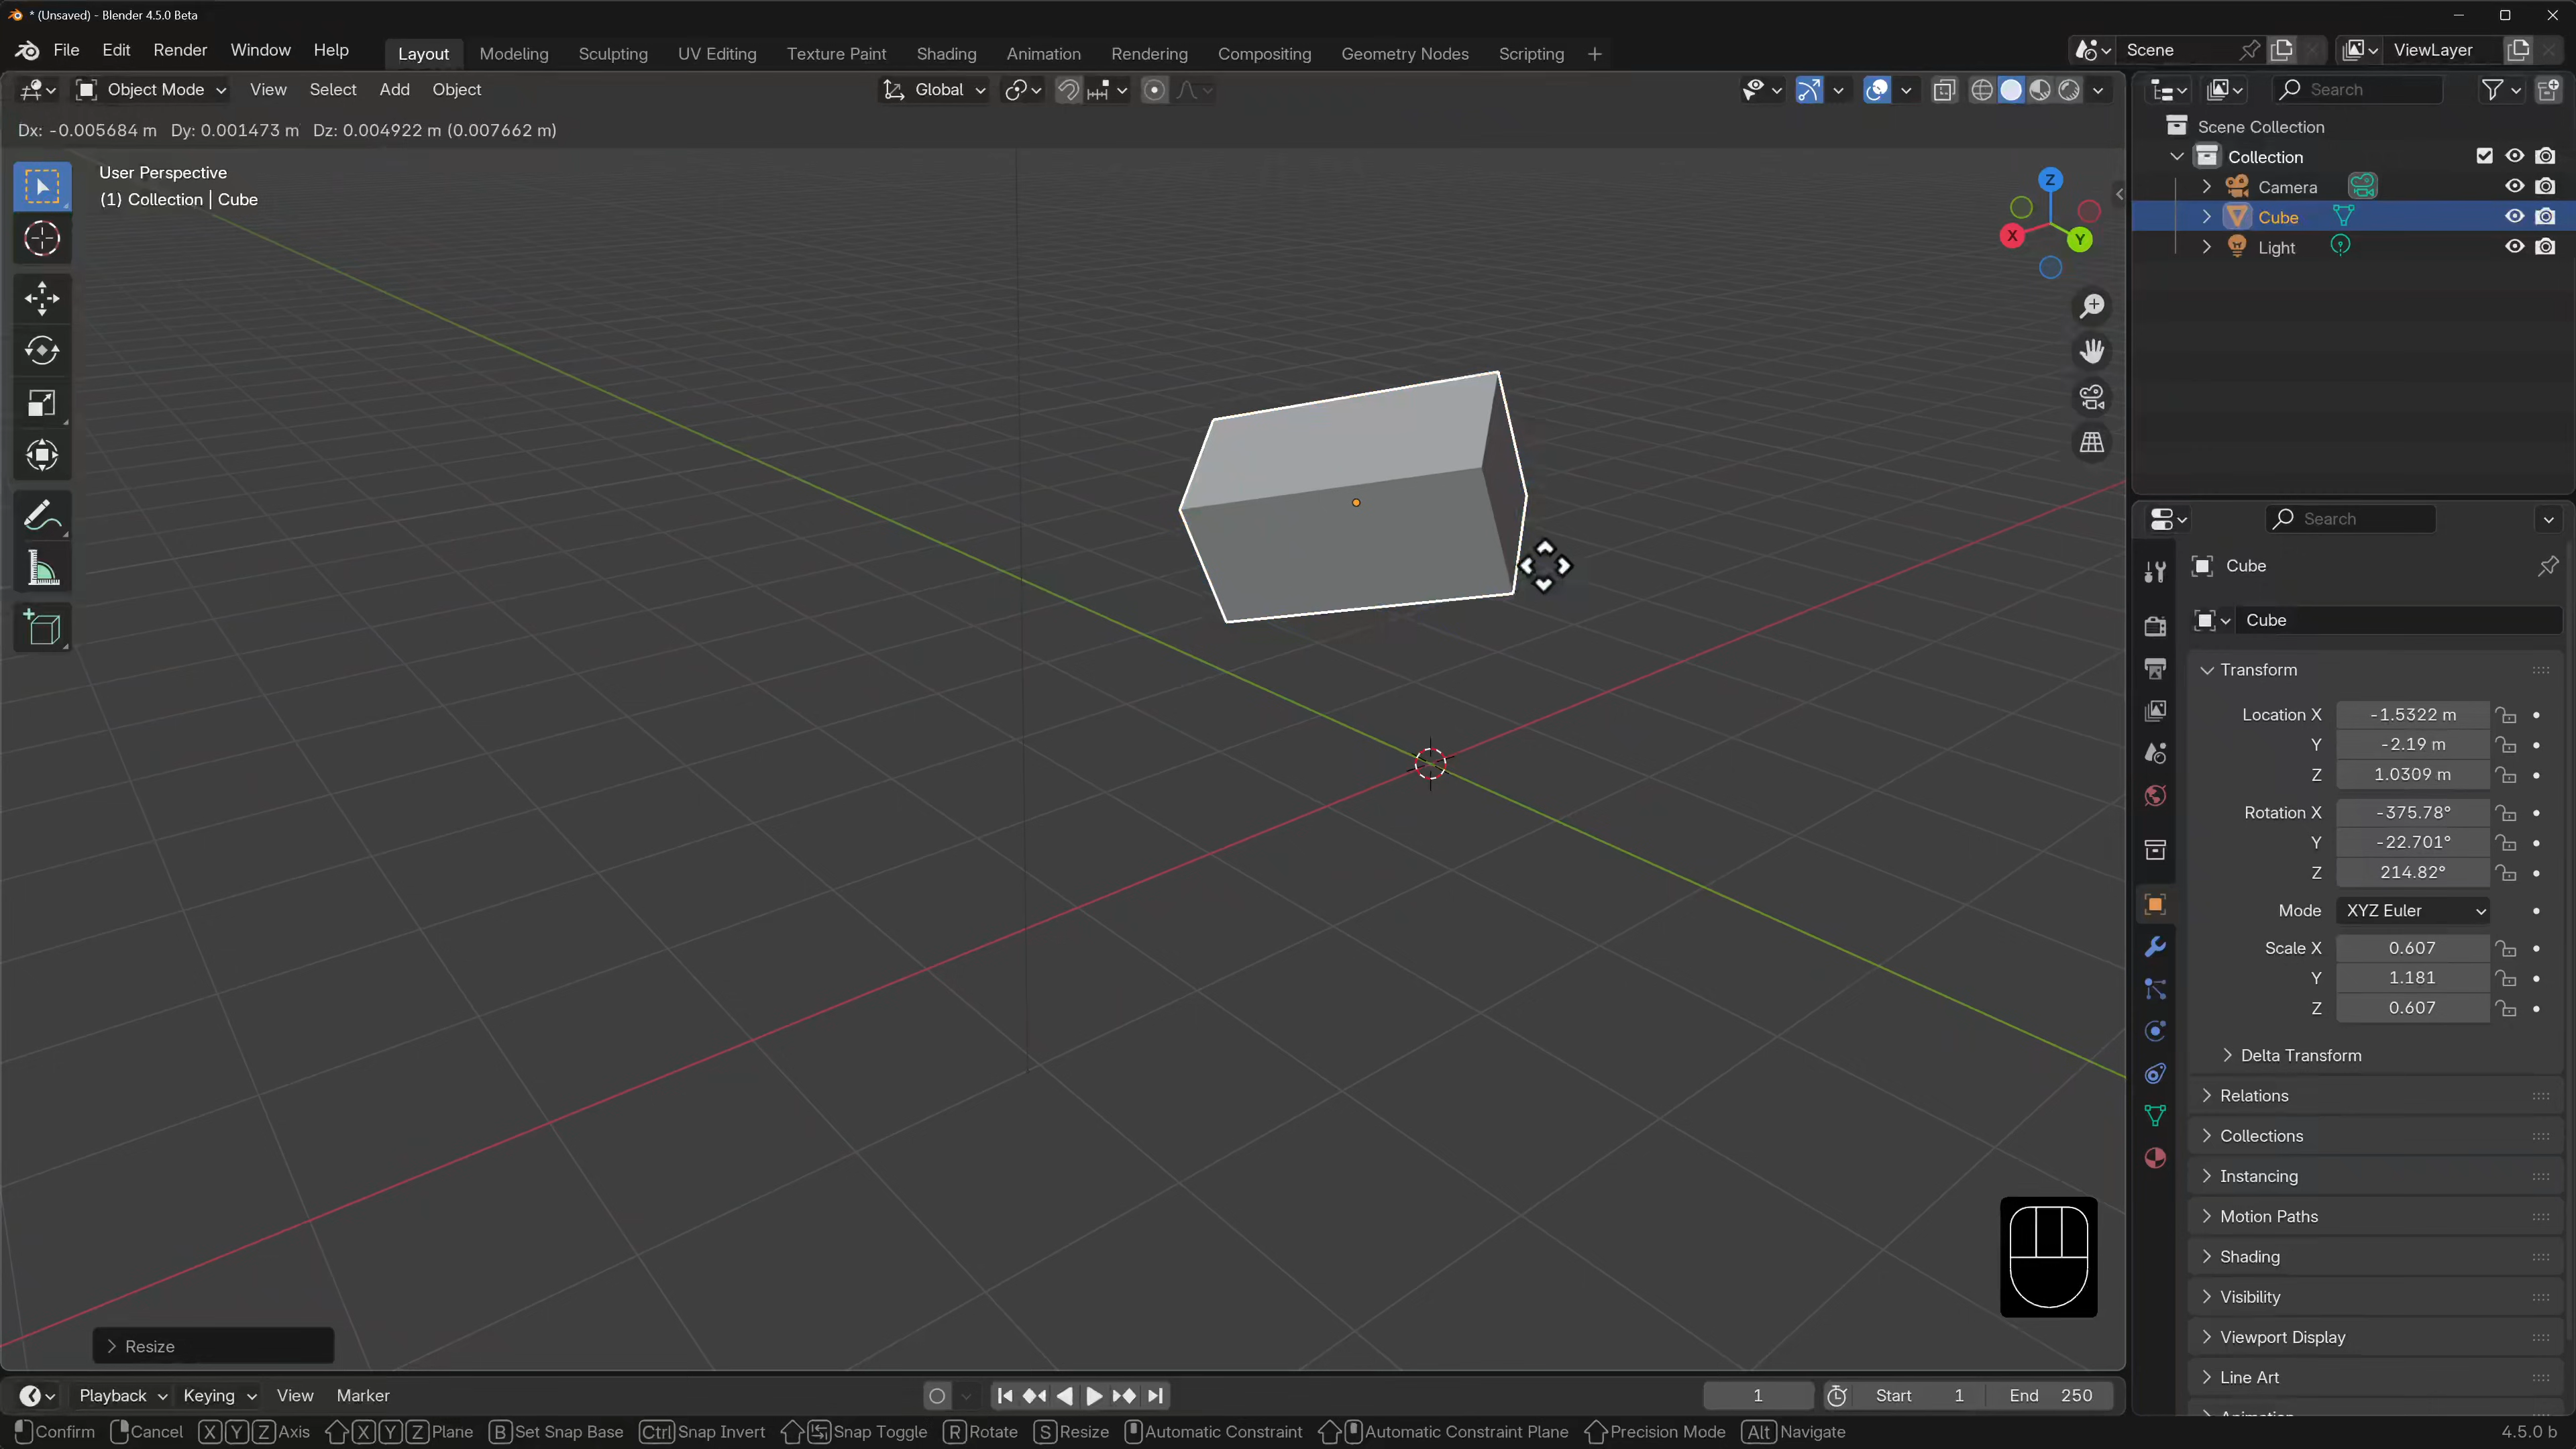 * (Unsaved) - Blender 4.5.0 Beta
File Edit Render Window Help Layout Modeling Sculpting UV Editing Texture Paint Shading Animation Rendering Compositing Geometry Nodes Scripting + Scene ViewLayer
Object Mode View Select Add Object Global Search
Dx: -0.005684 m Dy: 0.001473 m Dz: 0.004922 m (0.007662 m)
User Perspective
(1) Collection | Cube
Z
X
Y
Scene Collection
Collection
Camera
Cube
Light
Search
Cube
Cube
Transform
Location X -1.5322 m
Y -2.19 m
Z 1.0309 m
Rotation X -375.78°
Y -22.701°
Z 214.82°
Mode XYZ Euler
Scale X 0.607
Y 1.181
Z 0.607
Delta Transform
Relations
Collections
Instancing
Motion Paths
Shading
Visibility
Viewport Display
Line Art
Resize
Playback Keying View Marker 1 Start 1 End 250
Confirm Cancel X Y Z Axis X Y Z Plane B Set Snap Base Ctrl Snap Invert Snap Toggle R Rotate S Resize Automatic Constraint Automatic Constraint Plane Precision Mode Alt Navigate 4.5.0 b